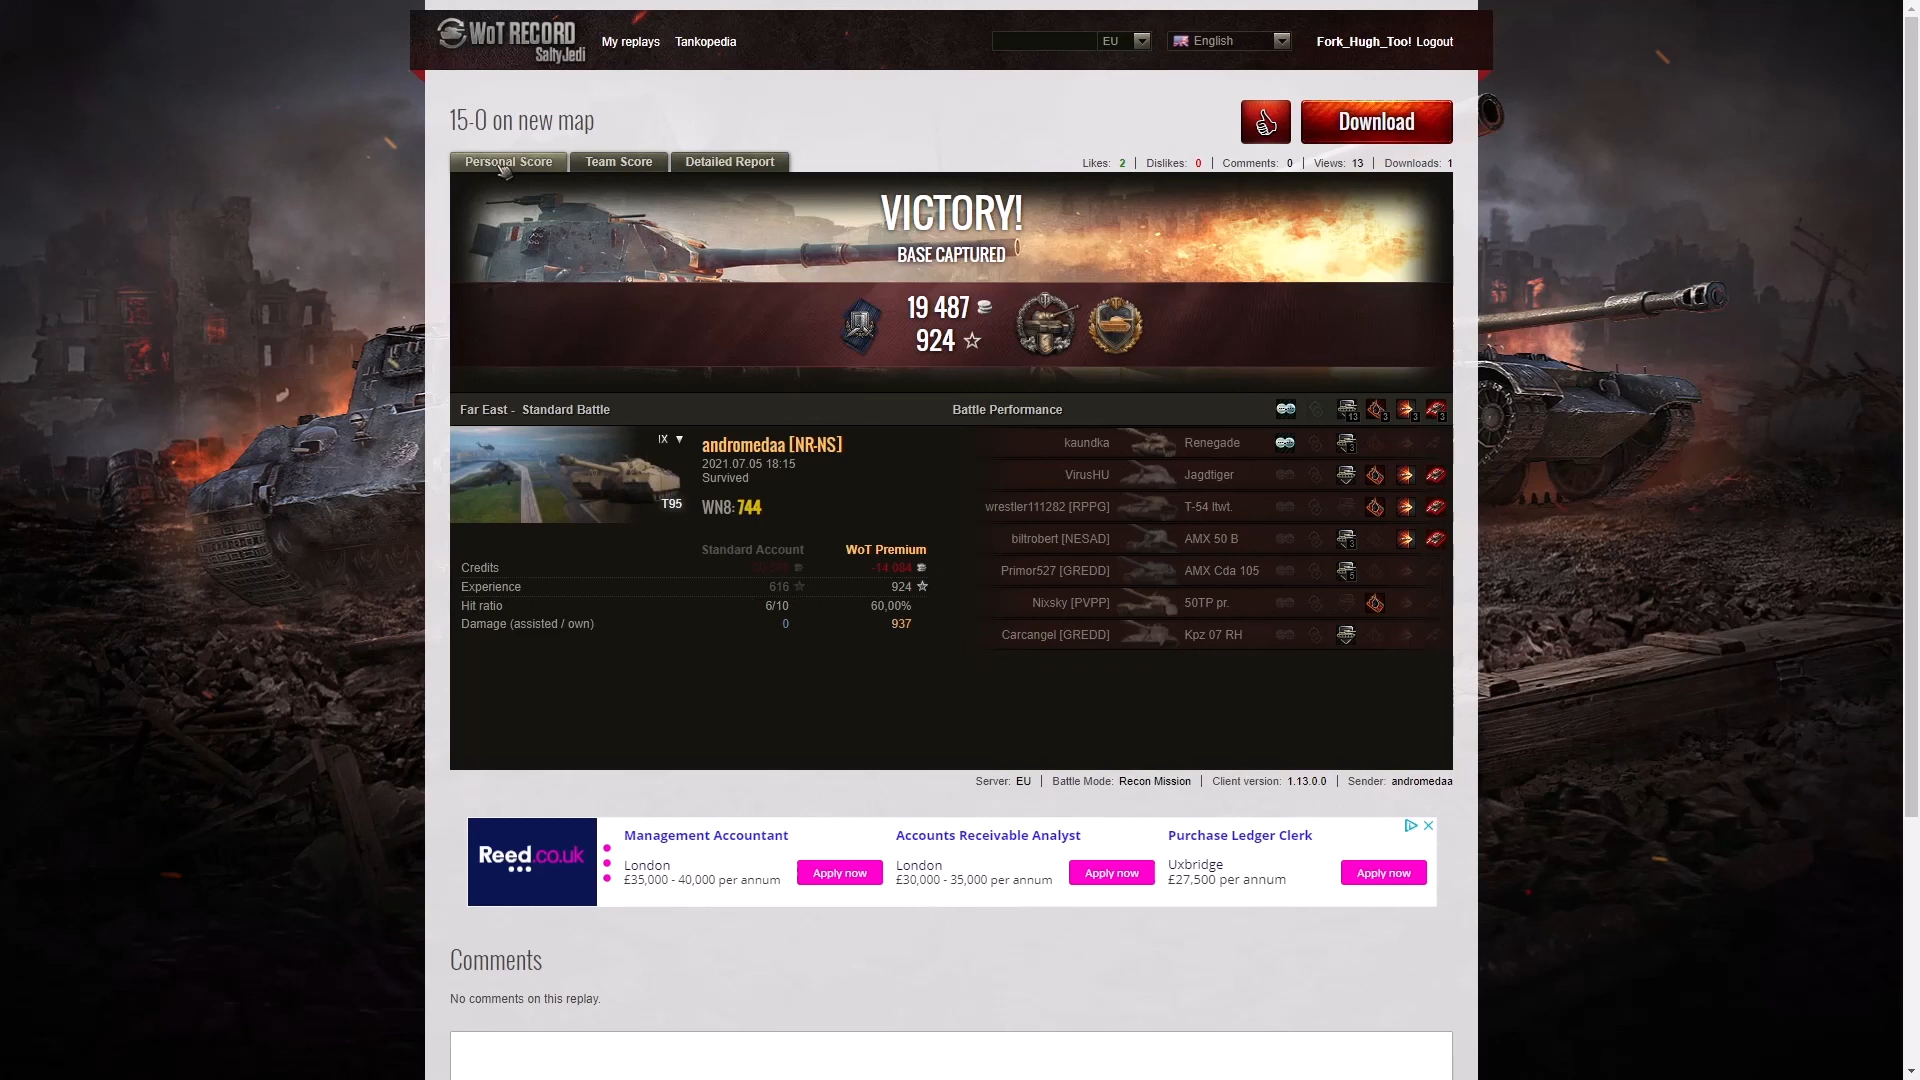 WoT RECORD
SaltyJedi
My replays
Tankopedia
EU
English
Fork_Hugh_Too! Logout
15-0 on new map
Download
Personal Score
Team Score
Detailed Report
Likes: 2 | Dislikes: 0 | Comments: 0 | Views: 13 | Downloads: 1
VICTORY!
BASE CAPTURED
19 487
924
Far East - Standard Battle
Battle Performance
13 3 3 3
IX
T95
andromedaa [NR-NS]
2021.07.05 18:15
Survived
WN8: 744
Standard Account
WoT Premium
Credits
-14 084
Experience 616 924
Hit ratio 6/10 60,00%
Damage (assisted / own) 0 937
kaundka Renegade 3
VirusHU Jagdtiger
wrestler111282 [RPPG] T-54 ltwt.
biltrobert [NESAD] AMX 50 B 3
Primor527 [GREDD] AMX Cda 105 5
Nixsky [PVPP] 50TP pr.
Carcangel [GREDD] Kpz 07 RH
Server: EU | Battle Mode: Recon Mission | Client version: 1.13.0.0 | Sender: andromedaa
Reed.co.uk
Management Accountant
London
£35,000 - 40,000 per annum
Apply now
Accounts Receivable Analyst
London
£30,000 - 35,000 per annum
Apply now
Purchase Ledger Clerk
Uxbridge
£27,500 per annum
Apply now
Comments
No comments on this replay.